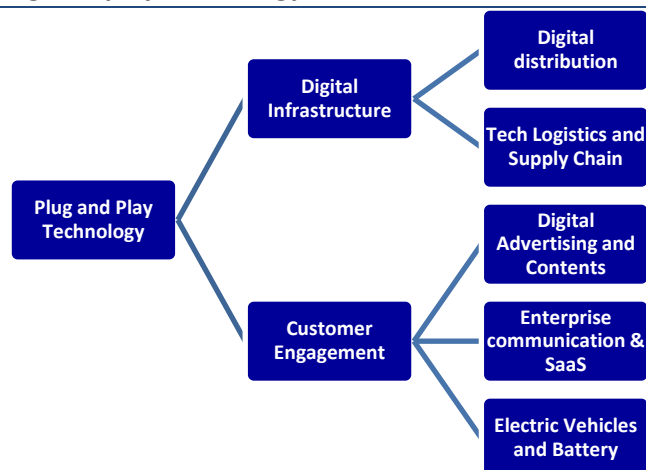 Digital
distribution
Digital
Infrastructure
Tech Logistics and
Supply Chain
Plug and Play
Technology
Digital
Advertising and
Contents
Customer
Engagement
Enterprise
communication &
SaaS
Electric Vehicles
and Battery